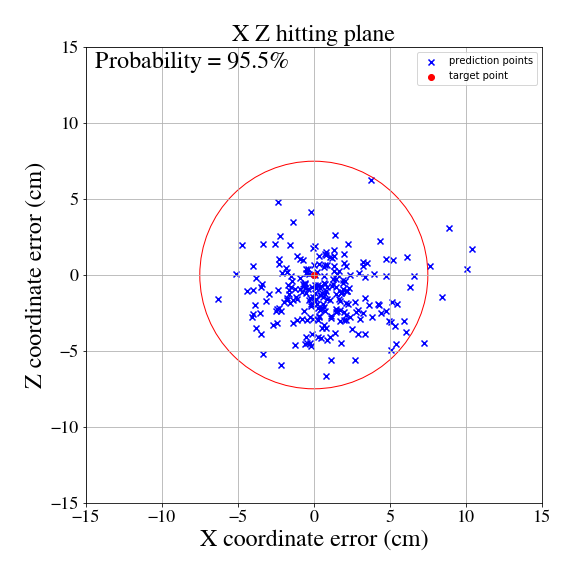 X Z hitting plane
Probability = 95.5%
prediction points
target point
15
10
5
0
−5
−10
−15
Z coordinate error (cm)
−15 −10 −5 0 5 10 15
X coordinate error (cm)